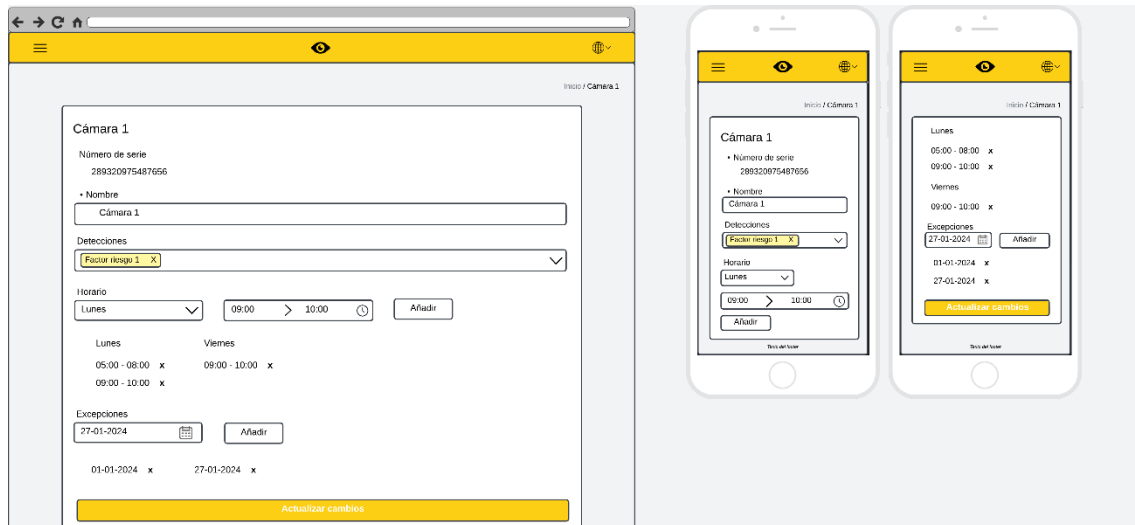 Inicio / Cámara 1
Cámara 1
Número de serie
289320975487656
• Nombre
Cámara 1
Detecciones
Factor riesgo 1 X
Horario
Lunes 09:00 10:00 Añadir
Lunes Viernes
05:00 - 08:00 x 09:00 - 10:00 x
09:00 - 10:00 x
Excepciones
27-01-2024 Añadir
01-01-2024 x 27-01-2024 x
Actualizar cambios
Inicio / Cámara 1
Cámara 1
• Número de serie
289320975487656
• Nombre
Cámara 1
Detecciones
Factor riesgo 1 X
Horario
Lunes
09:00 10:00
Añadir
Inicio / Cámara 1
Lunes
05:00 - 08:00 x
09:00 - 10:00 x
Viernes
09:00 - 10:00 x
Excepciones
27-01-2024 Añadir
01-01-2024 x
27-01-2024 x
Actualizar cambios